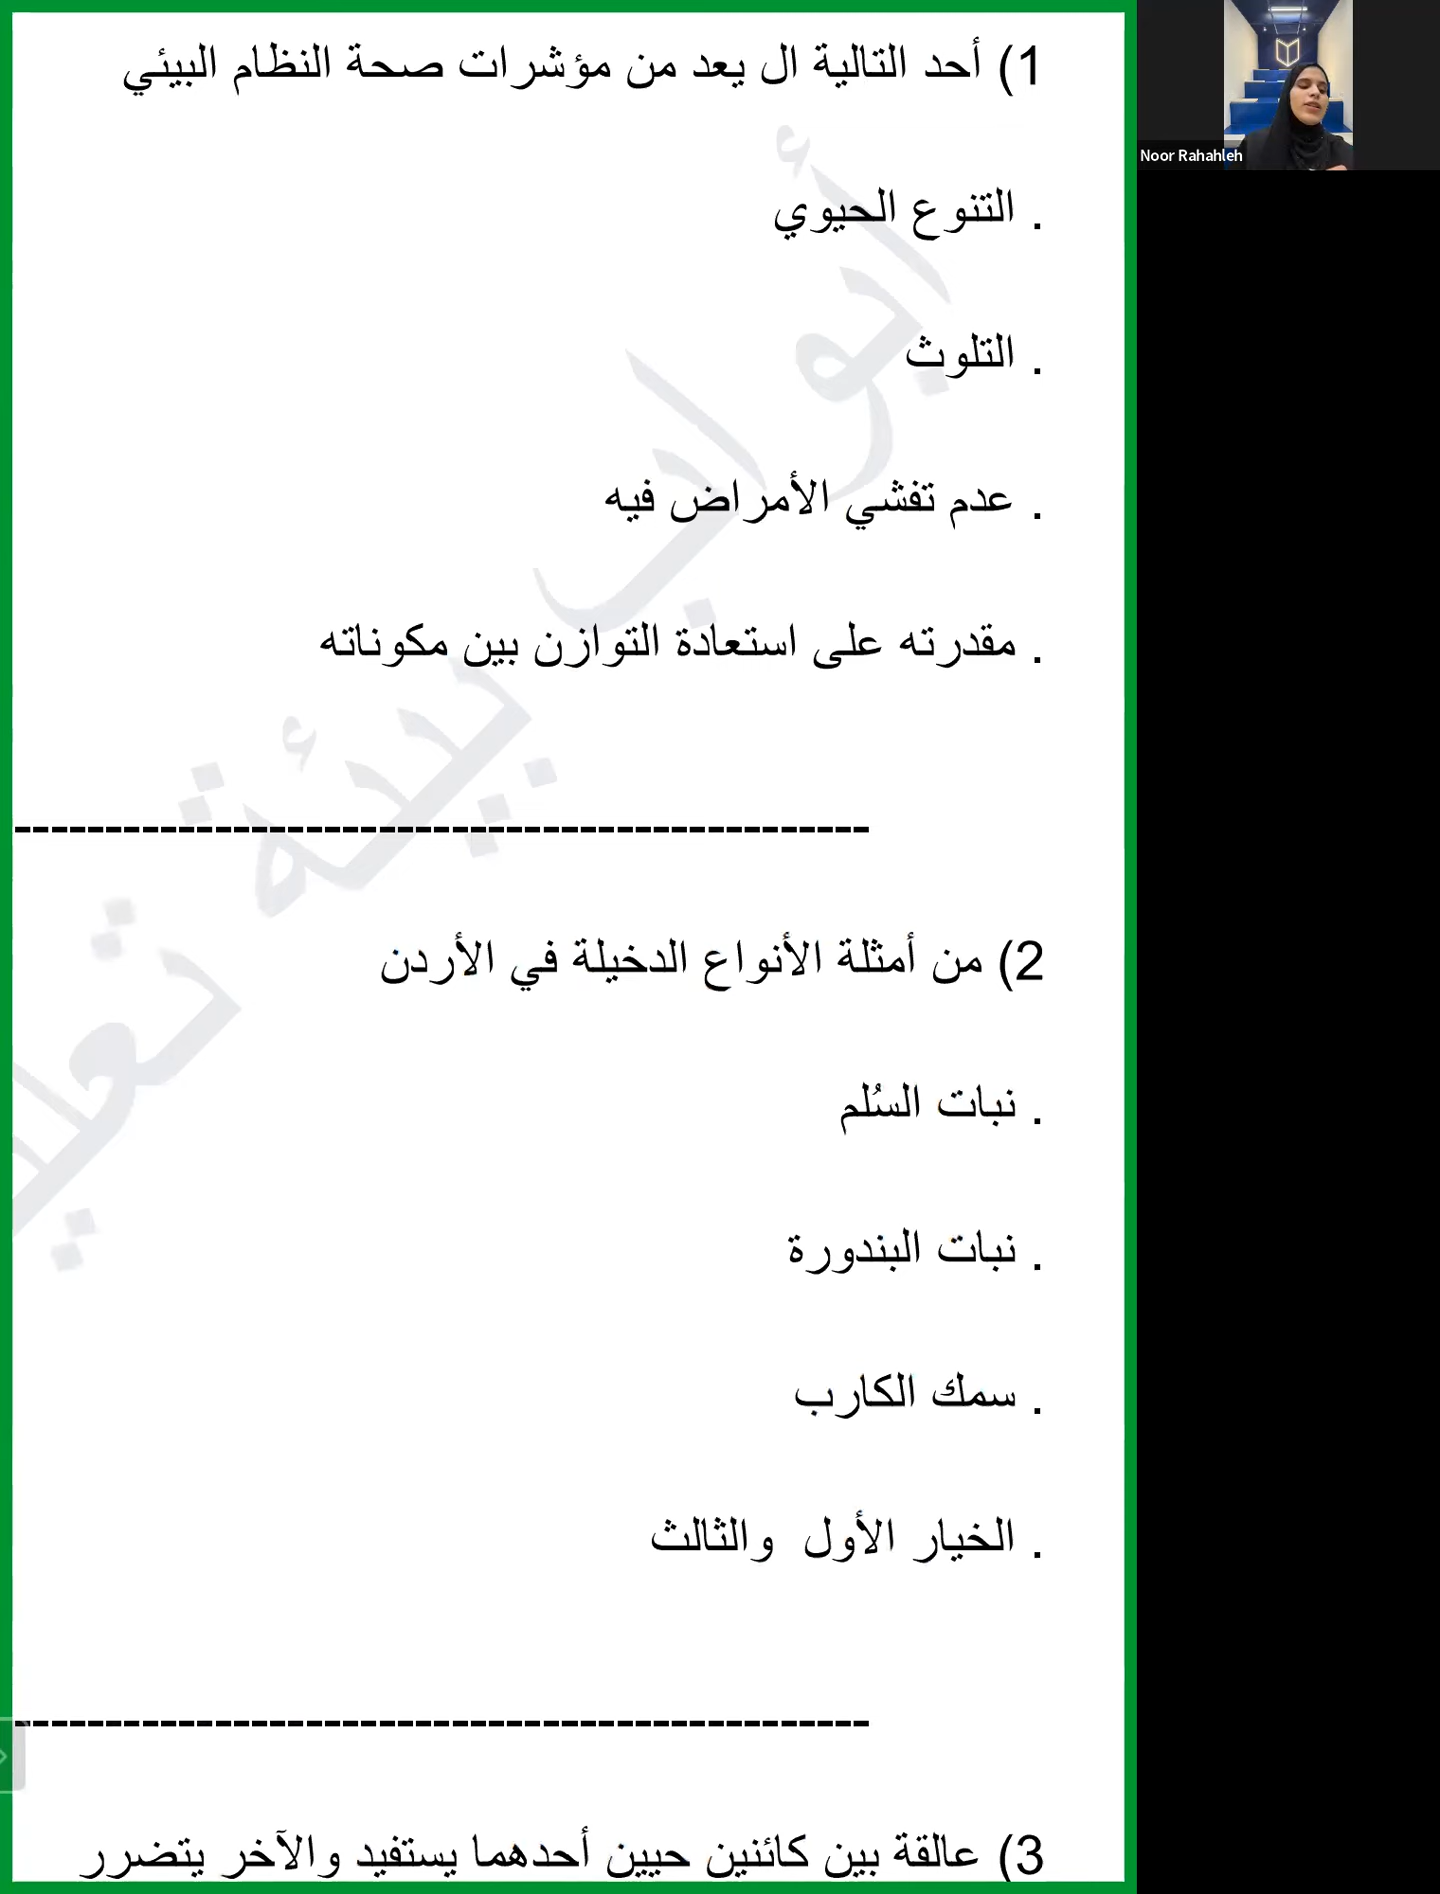 1) أحد التالية ال يعد من مؤشرات صحة النظام البيئي
. التنوع الحيوي
. التلوث
. عدم تفشي الأمراض فيه
. مقدرته على استعادة التوازن بين مكوناته
-----------------------------------------------
2) من أمثلة الأنواع الدخيلة في الأردن
. نبات السُلم
. نبات البندورة
. سمك الكارب
. الخيار الأول والثالث
-----------------------------------------------
3) عالقة بين كائنين حيين أحدهما يستفيد والآخر يتضرر
أبواب بيئة
Noor Rahahleh